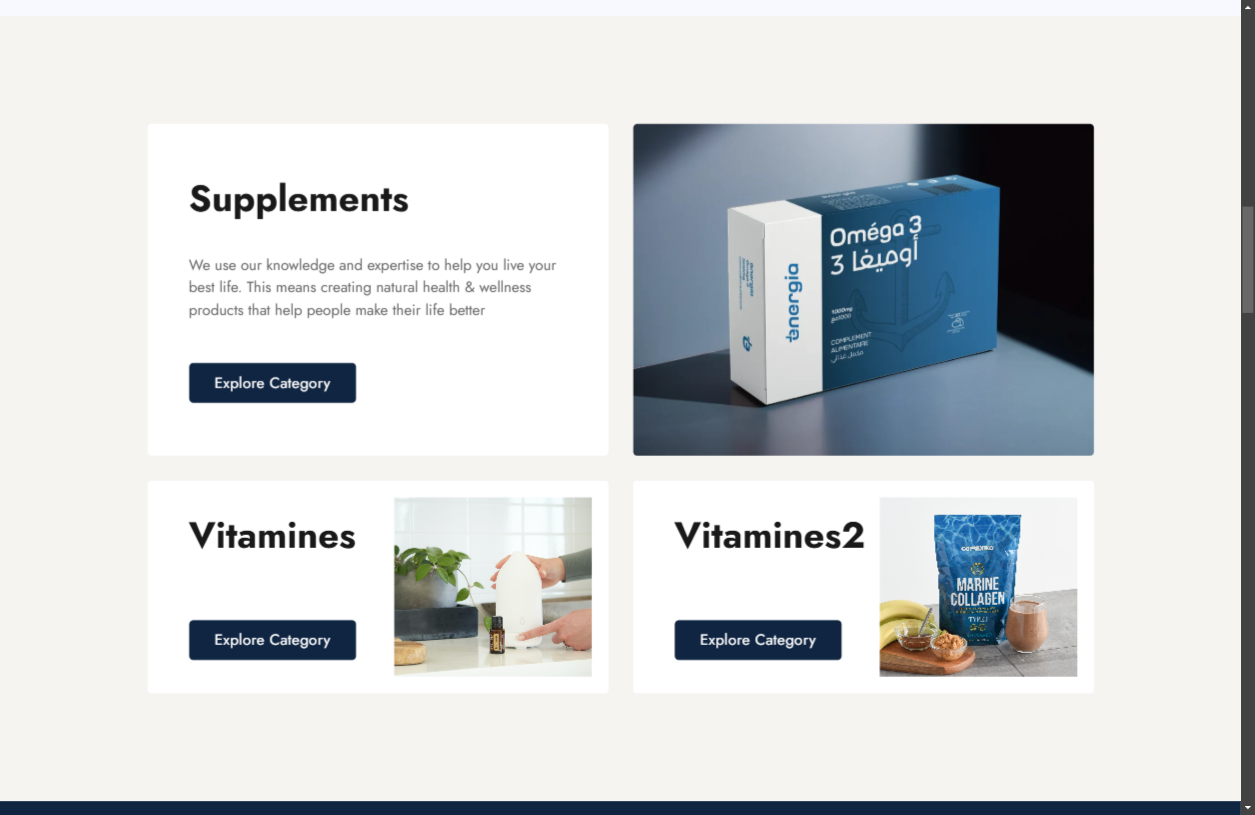 Supplements
We use our knowledge and expertise to help you live your
best life. This means creating natural health & wellness
products that help people make their life better
Explore Category
énergia
Oméga 3
أوميغا 3
1000mg
COMPLEMENT
ALIMENTAIRE
مكمل غذائي
Vitamines
Explore Category
Vitamines2
Explore Category
MARINE
COLLAGEN